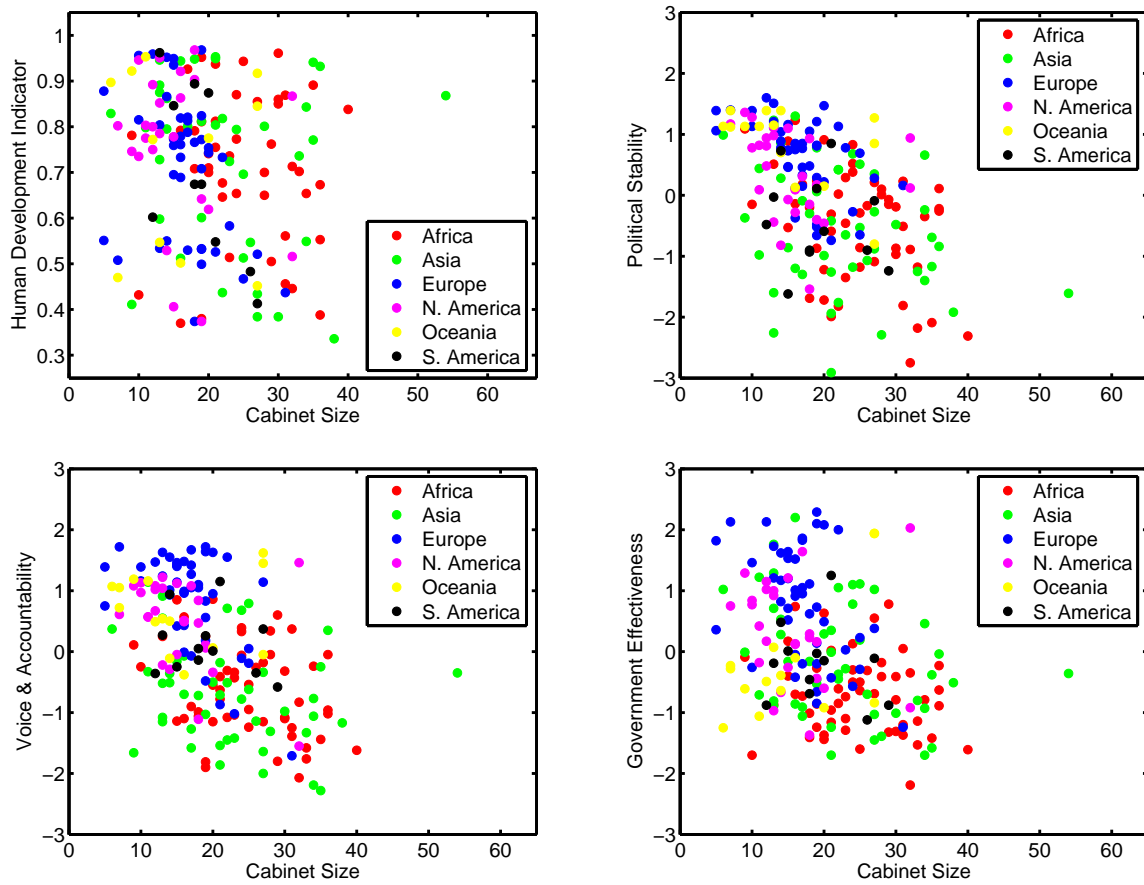 1
0.9
0.8
0.7
0.6
0.5
0.4
0.3
0 10 20 30 40 50 60
Human Development Indicator
Cabinet Size
Africa
Asia
Europe
N. America
Oceania
S. America
3
2
1
0
−1
−2
−3
0 10 20 30 40 50 60
Political Stability
Cabinet Size
Africa
Asia
Europe
N. America
Oceania
S. America
3
2
1
0
−1
−2
−3
0 10 20 30 40 50 60
Voice & Accountability
Cabinet Size
Africa
Asia
Europe
N. America
Oceania
S. America
3
2
1
0
−1
−2
−3
0 10 20 30 40 50 60
Government Effectiveness
Cabinet Size
Africa
Asia
Europe
N. America
Oceania
S. America